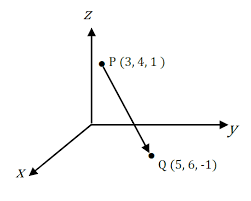 z
P (3, 4, 1 )
y
Q (5, 6, -1)
x